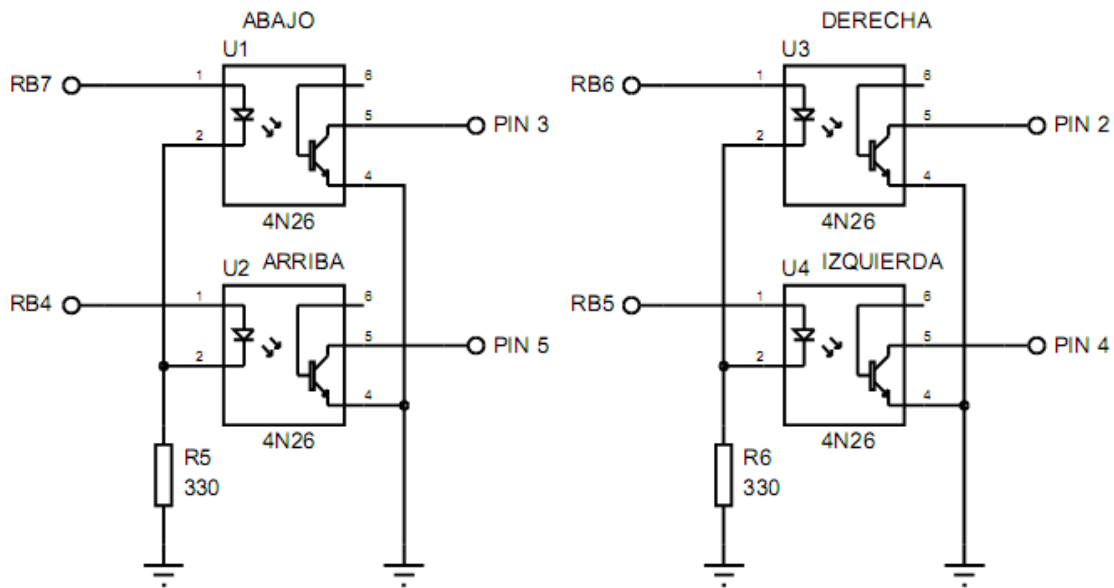 ABAJO
U1
RB7
1
6
5
PIN 3
2
4
4N26
ARRIBA
U2
RB4
1
6
5
PIN 5
2
4
4N26
R5
330
DERECHA
U3
RB6
1
6
5
PIN 2
2
4
4N26
IZQUIERDA
U4
RB5
1
6
5
PIN 4
2
4
4N26
R6
330